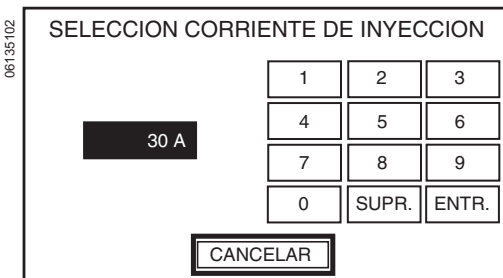 06135102
SELECCION CORRIENTE DE INYECCION
30 A
1 2 3
4 5 6
7 8 9
0 SUPR. ENTR.
CANCELAR